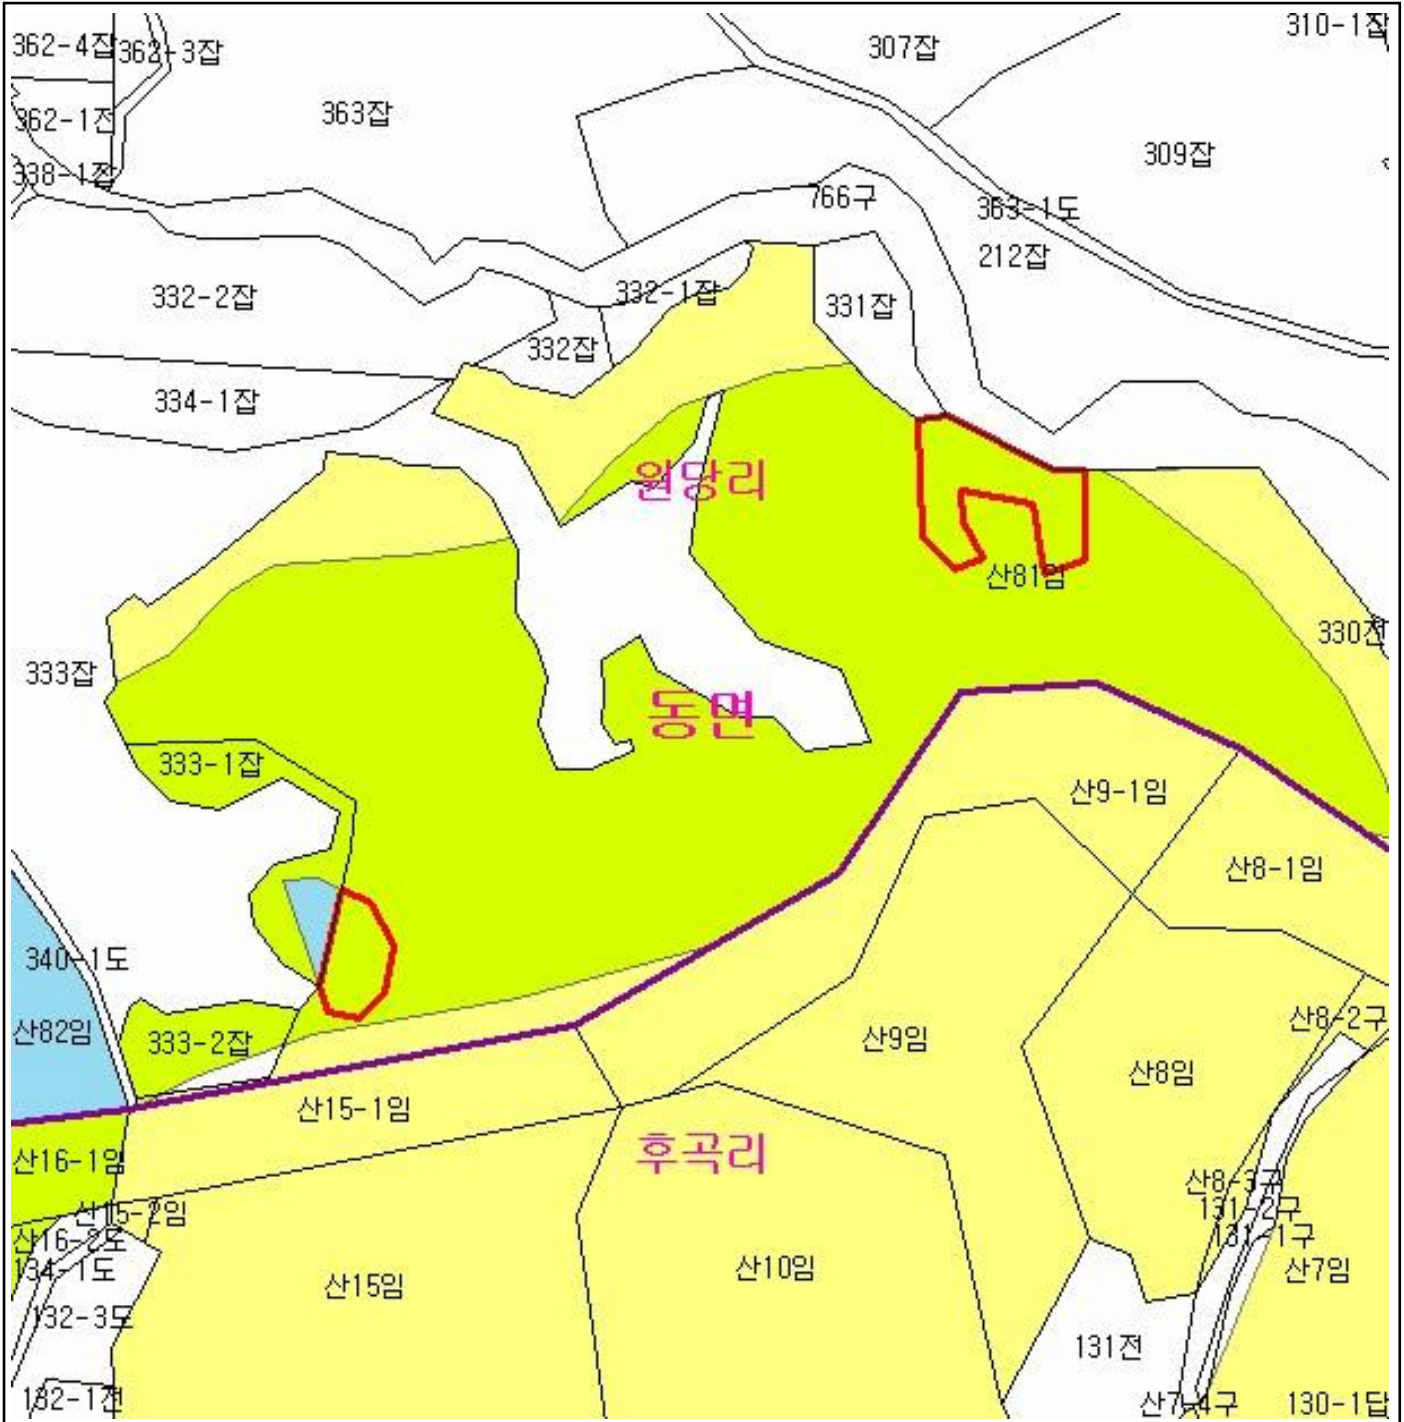 310-1잡
362-4잡
362-3잡
307잡
363잡
362-1전
309잡
338-1잡
766구
363-1도
212잡
332-2잡
332-1잡
331잡
332잡
334-1잡
원당리
산81임
330전
333잡
동면
333-1잡
산9-1임
산8-1임
340-1도
산82임
333-2잡
산9임
산8-2구
산8임
산15-1임
후곡리
산16-1임
산8-3구
131-2구
산15-2임
131-1구
산16-2도
134-1도
산10임
산7임
산15임
132-3도
131전
132-1전
산7-4구
130-1답